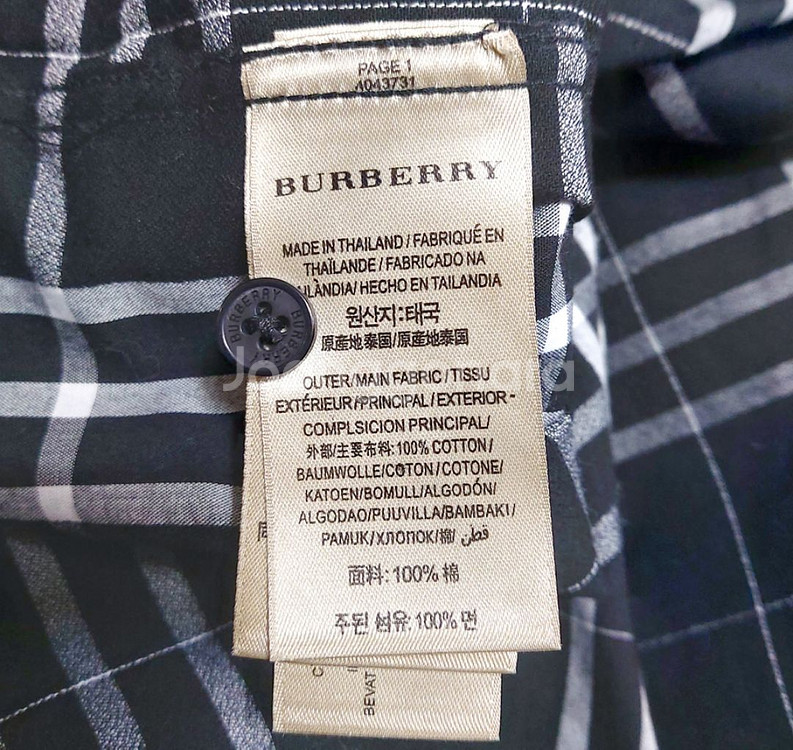 PAGE 1
4043731
BURBERRY
MADE IN THAILAND / FABRIQUÉ EN
THAÏLANDE / FABRICADO NA
ILÂNDIA/ HECHO EN TAILANDIA
원산지:태국
原産地泰国/原產地泰國
BURBERRY BURBERRY
OUTER/MAIN FABRIC / TISSU
EXTÉRIEUR/PRINCIPAL / EXTERIOR -
COMPLSICION PRINCIPAL/
外部/主要布料: 100% COTTON /
BAUMWOLLE/COTON / COTONE/
KATOEN/BOMULL/ALGODÓN/
ALGODAO/PUUVILLA/BAMBAKI /
PAMUK/ХЛОПОК/棉/ قطن
面料: 100% 棉
주된 섬유: 100% 면
BEVAT